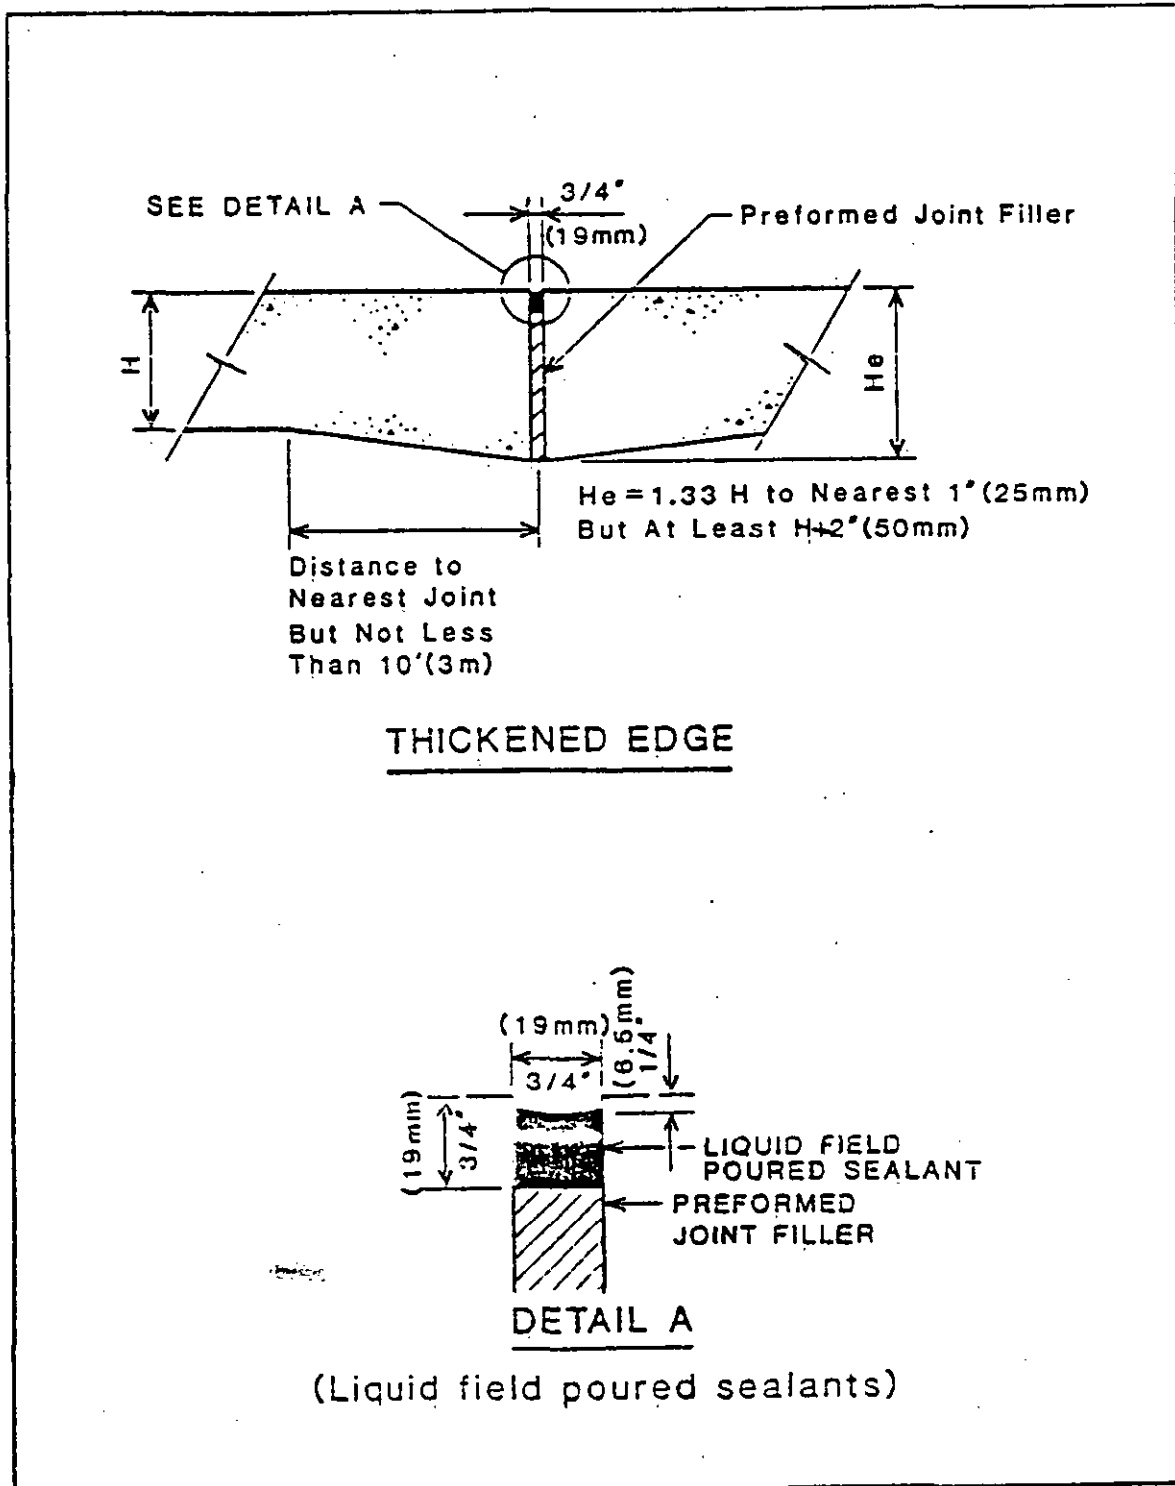 SEE DETAIL A
3/4"
(19mm)
Preformed Joint Filler
H
He
He = 1.33 H to Nearest 1" (25mm)
But At Least H+2" (50mm)
Distance to
Nearest Joint
But Not Less
Than 10'(3m)
THICKENED EDGE
(19mm)
3/4"
(6.5mm)
1/4"
(19mm)
3/4"
LIQUID FIELD
POURED SEALANT
PREFORMED
JOINT FILLER
DETAIL A
(Liquid field poured sealants)